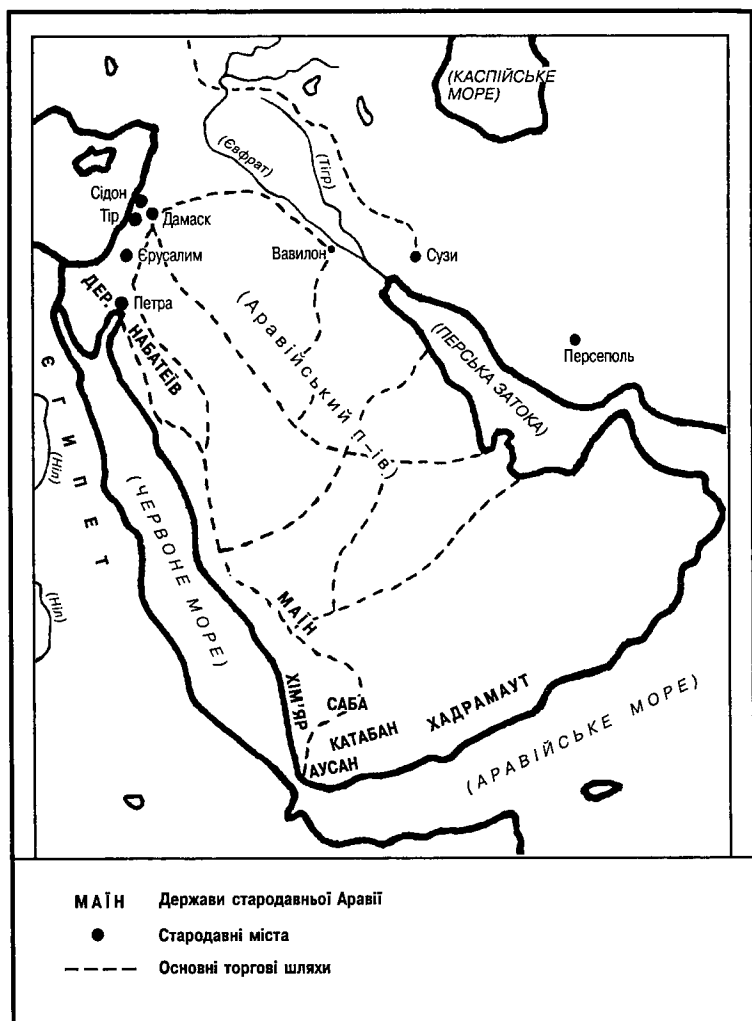 (КАСПІЙСЬКЕ
МОРЕ)
(Євфрат)
(Тігр)
Сідон
Тір
Дамаск
Єрусалим
Вавилон
Сузи
ДЕР.
НАБАТЕЇВ
Петра
(Аравійський п–ів)
(ПЕРСЬКА ЗАТОКА)
Персеполь
ЄГИПЕТ
(Ніл)
(Ніл)
(ЧЕРВОНЕ МОРЕ)
МАЇН
ХІМ'ЯР
САБА
КАТАБАН
ХАДРАМАУТ
АУСАН
(АРАВІЙСЬКЕ МОРЕ)
МАЇН Держави стародавньої Аравії
Стародавні міста
Основні торгові шляхи